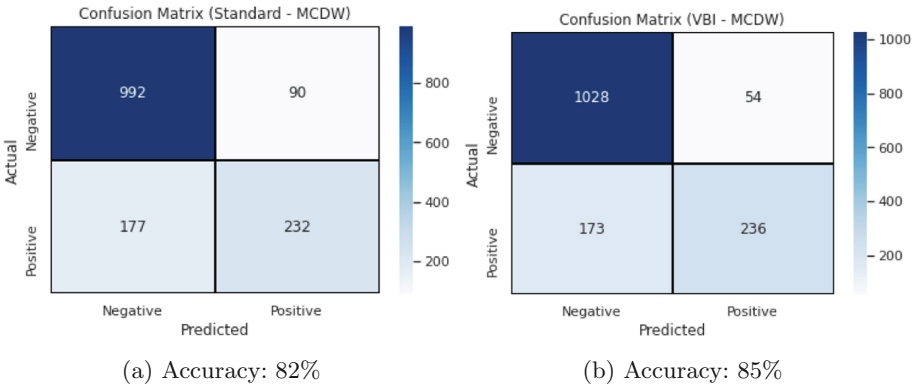 Confusion Matrix (Standard - MCDW)
992 90
177 232
800
600
400
200
Actual
Negative
Positive
Negative Positive
Predicted
(a) Accuracy: 82%
Confusion Matrix (VBI - MCDW)
1028 54
173 236
1000
800
600
400
200
Actual
Negative
Positive
Negative Positive
Predicted
(b) Accuracy: 85%